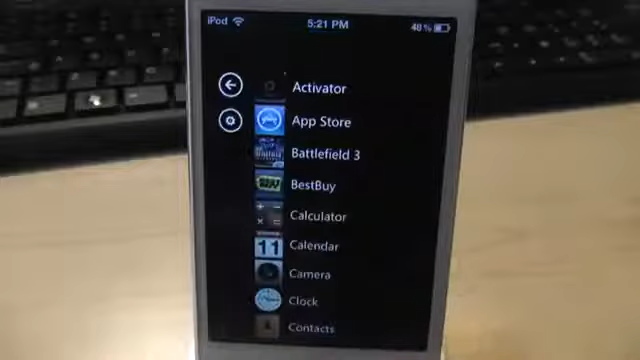 iPod 5:21 PM 48%
Activator
App Store
Battlefield 3
BestBuy
Calculator
11 Calendar
Camera
Clock
Contacts